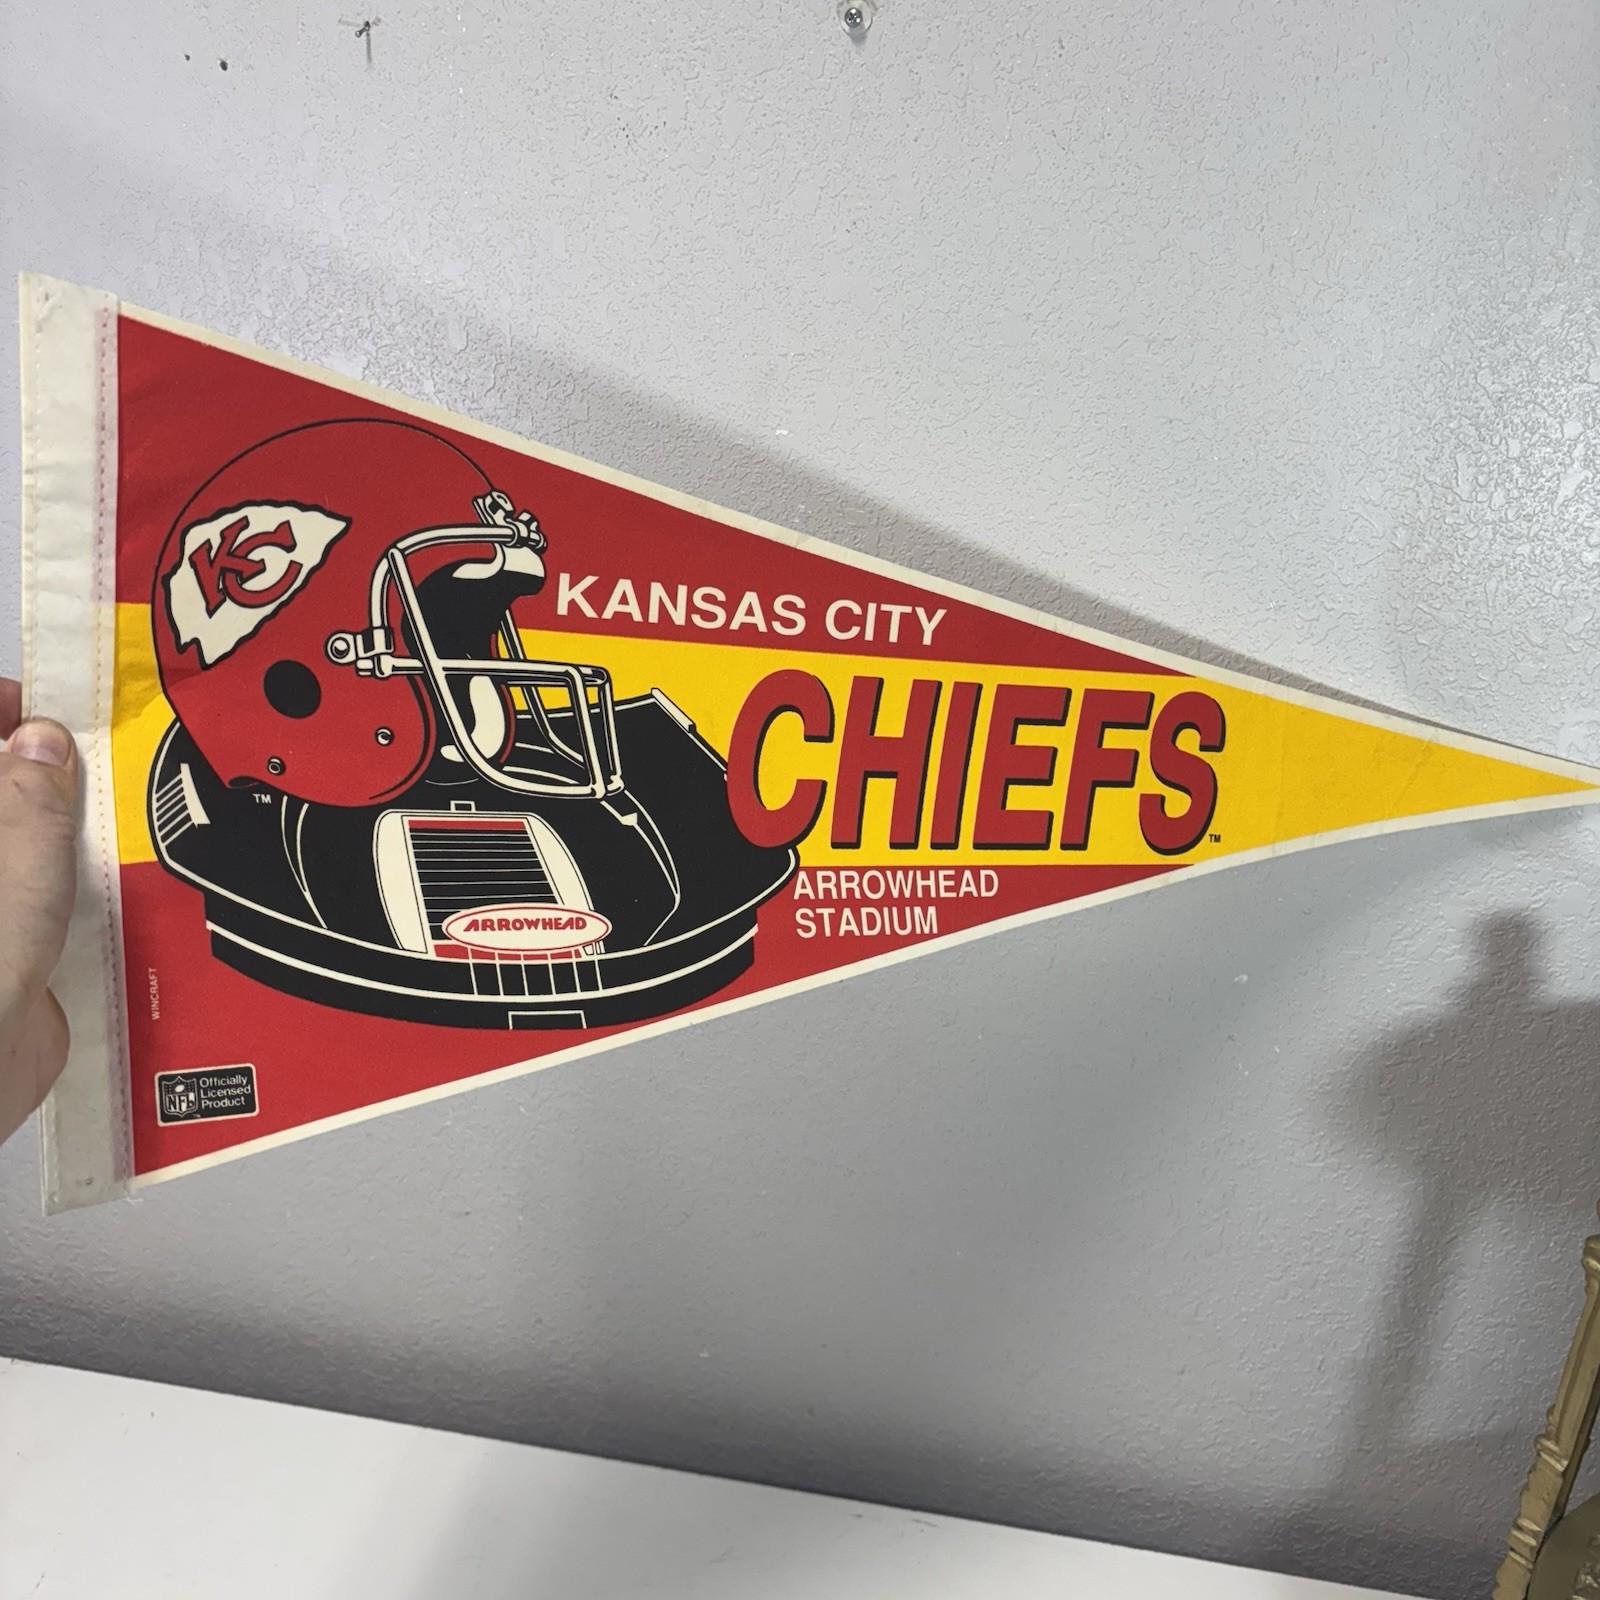 KC
KANSAS CITY
CHIEFS
TM
TM
ARROWHEAD
STADIUM
ARROWHEAD
WINCRAFT
NFL
Officially
Licensed
Product